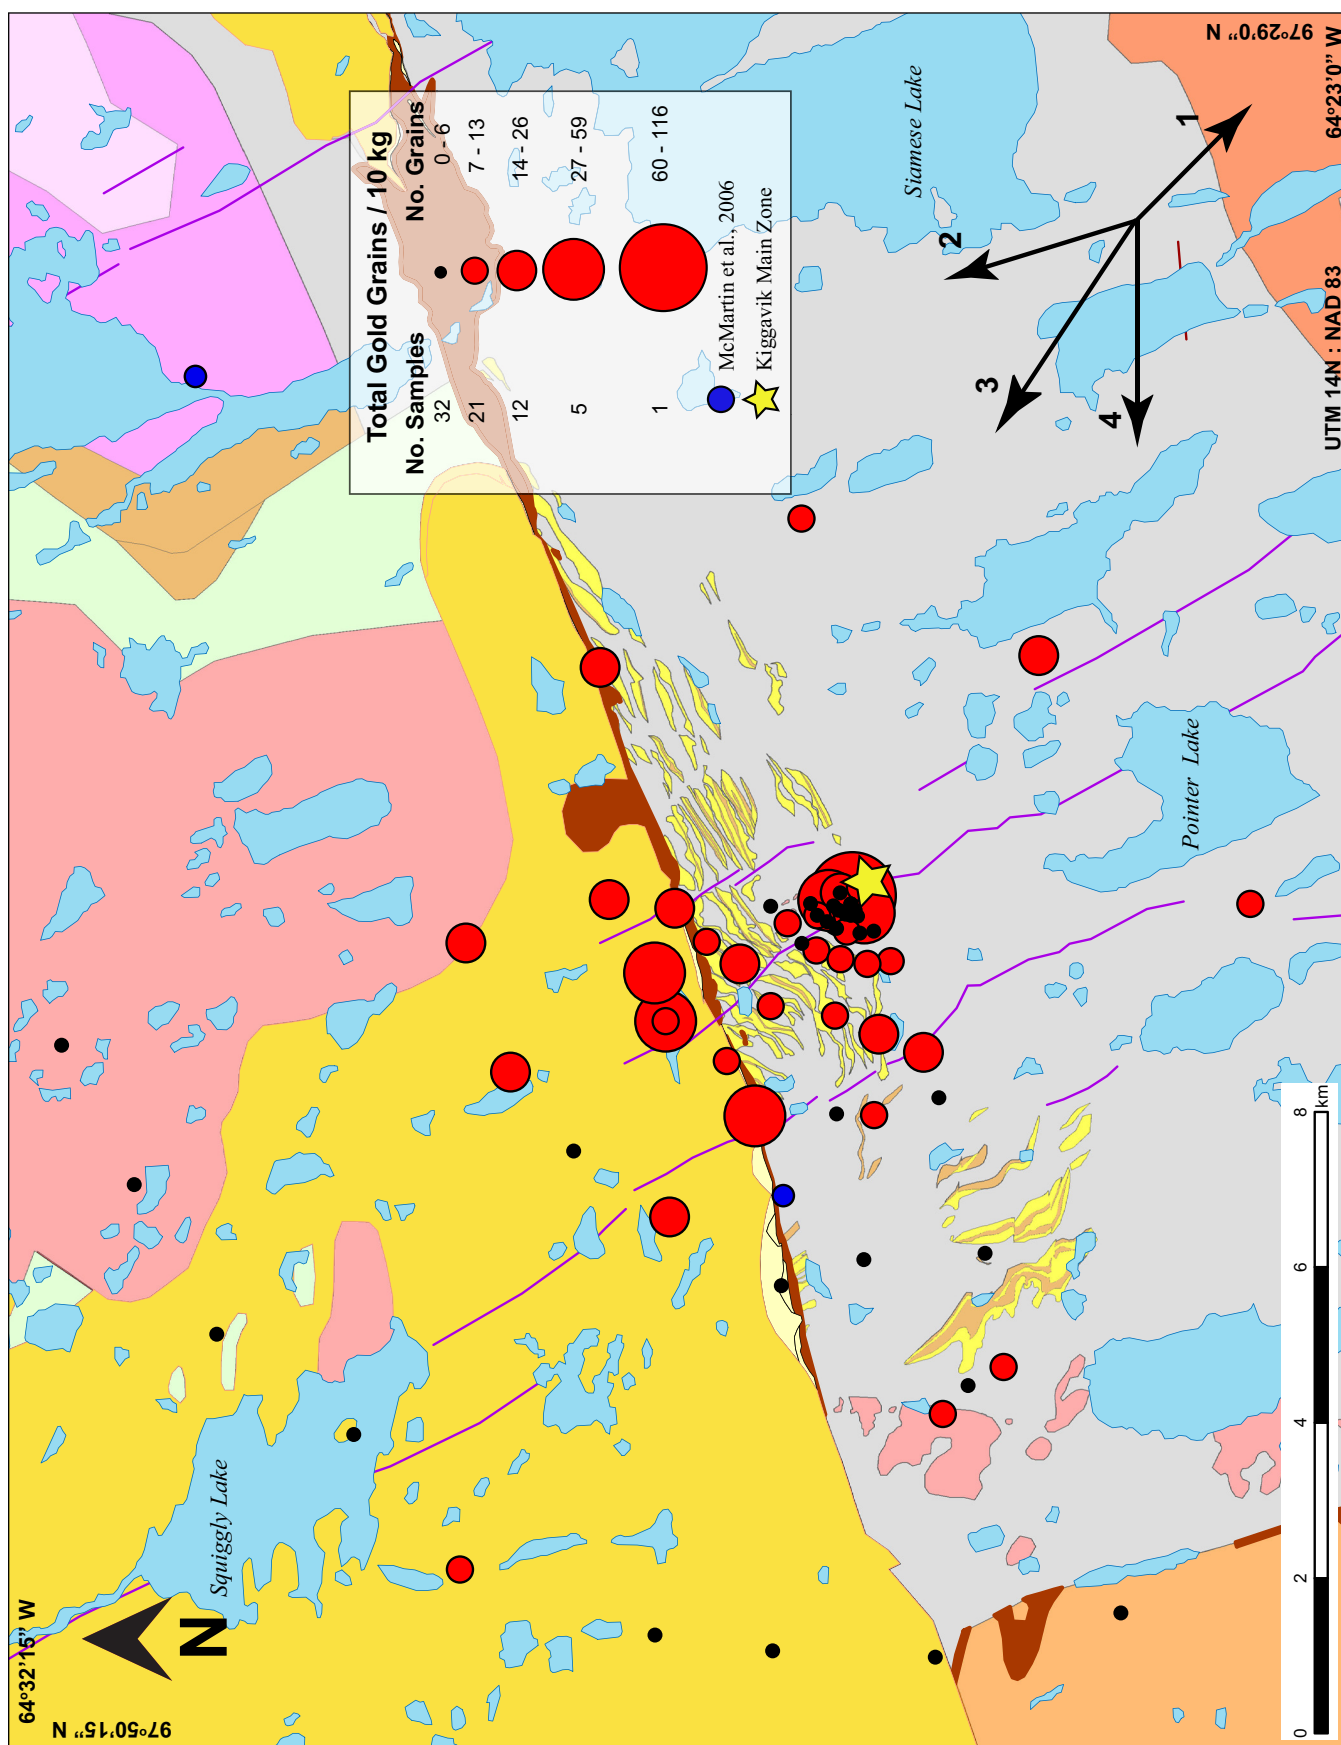 64°32'15" W
97°50'15" N
N
Squiggly Lake
Total Gold Grains / 10 kg
No. Samples No. Grains
32 0 - 6
21 7 - 13
12 14 - 26
5 27 - 59
1 60 - 116
McMartin et al., 2006
Kiggavik Main Zone
Siamese Lake
Pointer Lake
1
2
3
4
0 2 4 6 8
km
UTM 14N : NAD 83
64°23'0" W
97°29'0" N